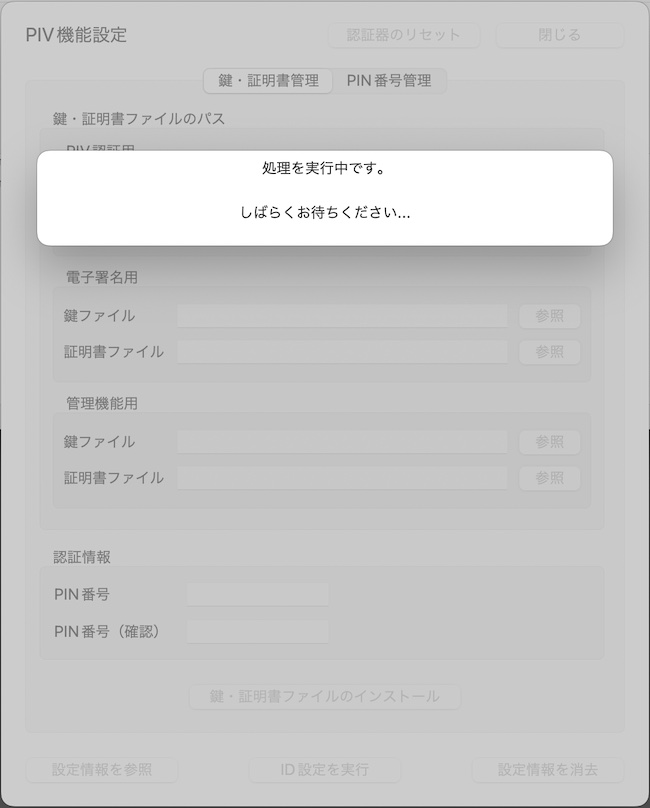 PIV機能設定
認証器のリセット
閉じる
鍵・証明書管理
PIN番号管理
鍵・証明書ファイルのパス
PIV認証用
処理を実行中です。
しばらくお待ちください...
電子署名用
鍵ファイル
参照
証明書ファイル
参照
管理機能用
鍵ファイル
参照
証明書ファイル
参照
認証情報
PIN番号
PIN番号（確認）
鍵・証明書ファイルのインストール
設定情報を参照
ID設定を実行
設定情報を消去